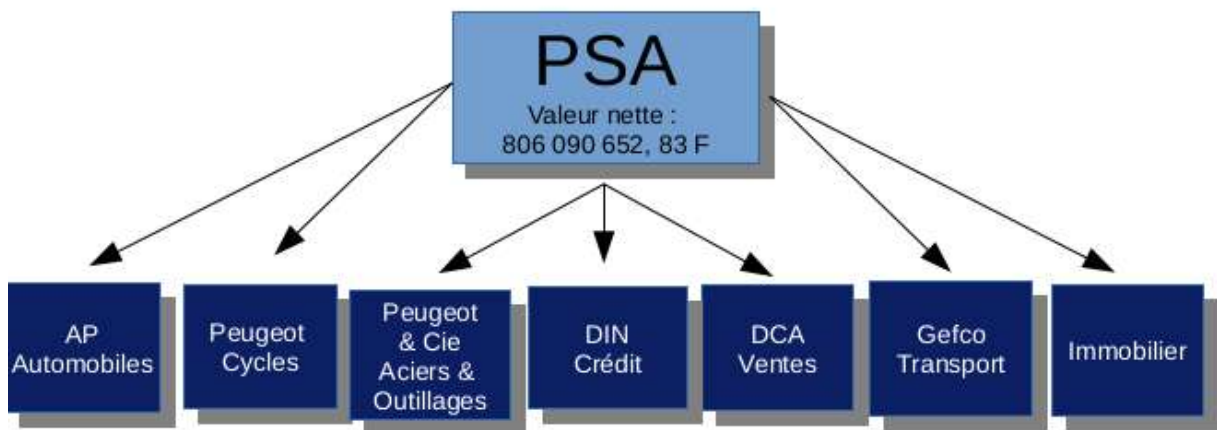 PSA
Valeur nette :
806 090 652, 83 F
AP
Automobiles
Peugeot
Cycles
Peugeot
& Cie
Aciers &
Outillages
DIN
Crédit
DCA
Ventes
Gefco
Transport
Immobilier